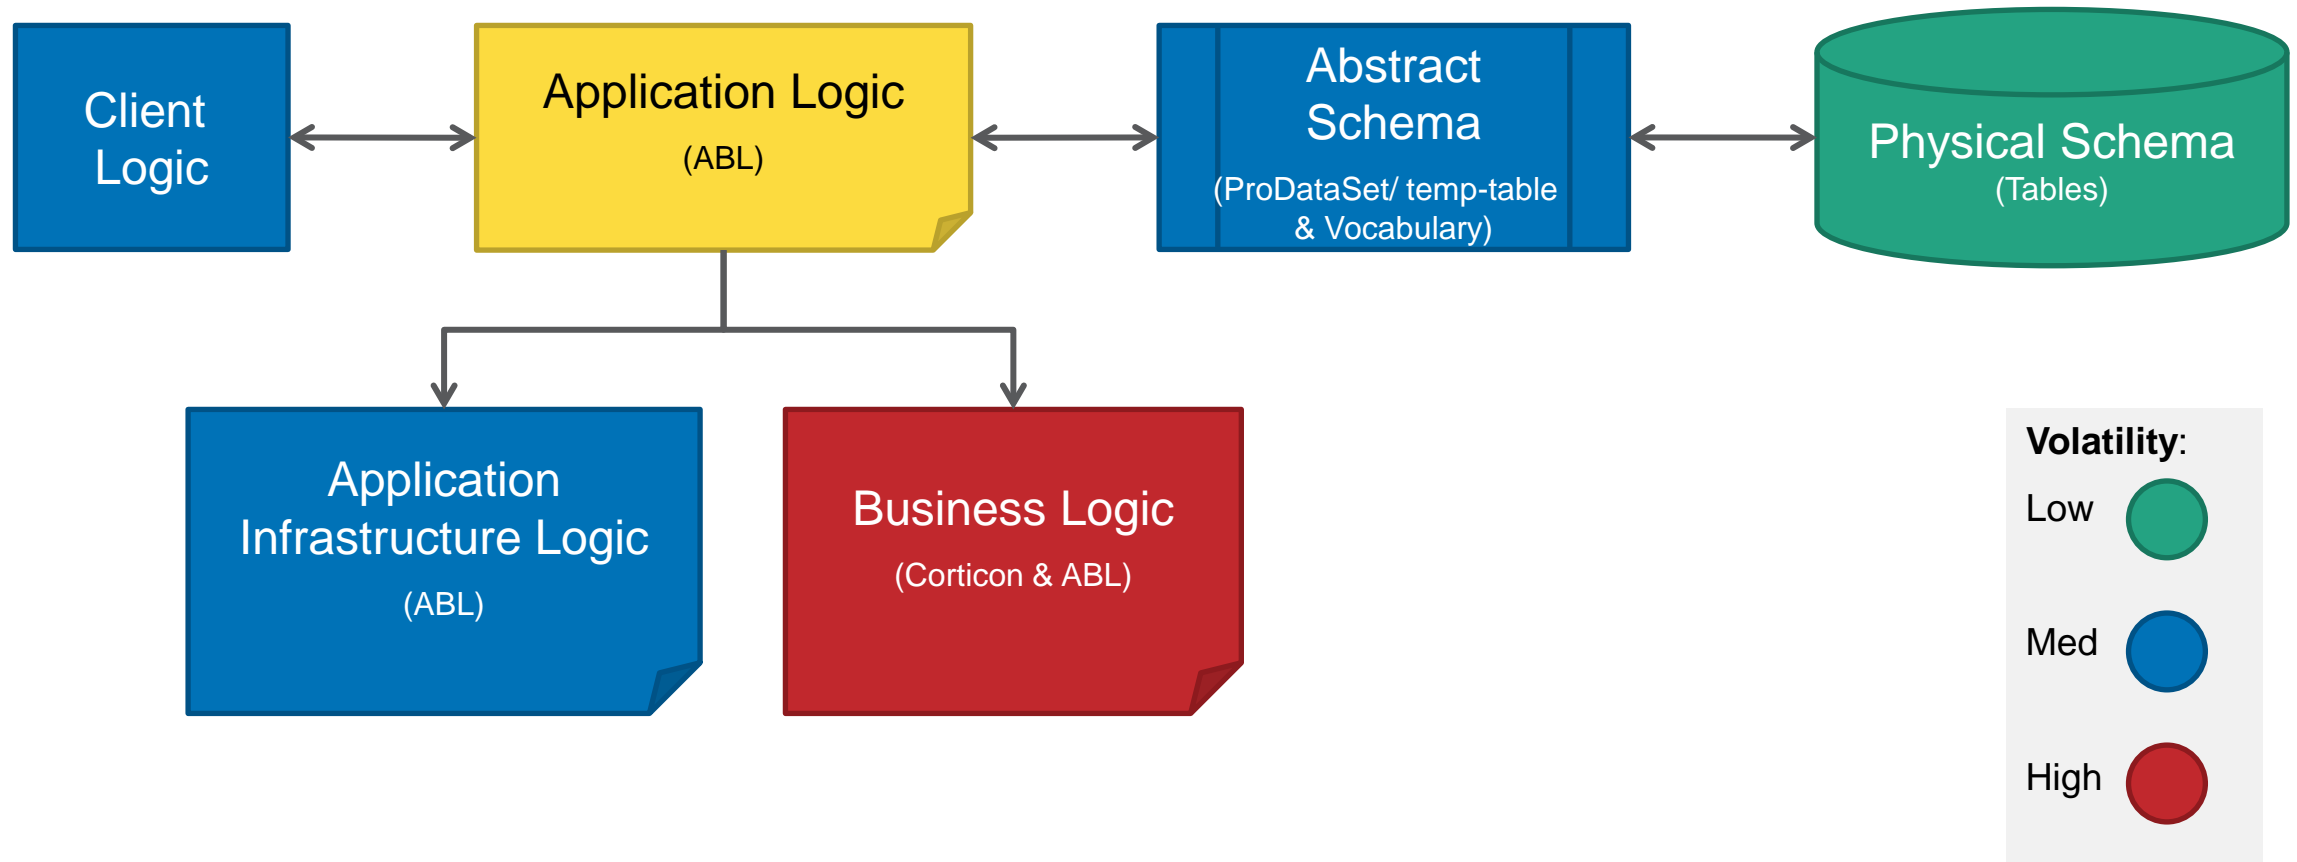 Client
Logic
Application Logic
(ABL)
Abstract
Schema
(ProDataSet/ temp-table
& Vocabulary)
Physical Schema
(Tables)
Application
Infrastructure Logic
(ABL)
Business Logic
(Corticon & ABL)
Volatility:
Low
Med
High